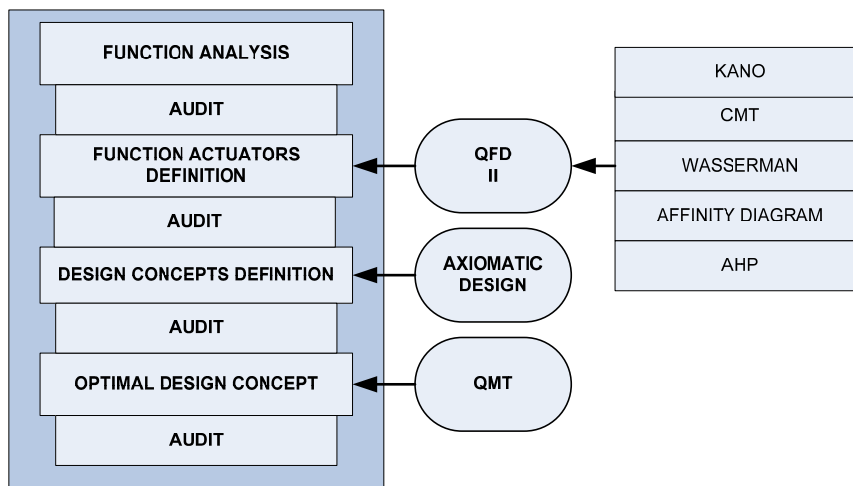 FUNCTION ANALYSIS
AUDIT
FUNCTION ACTUATORS
DEFINITION
AUDIT
DESIGN CONCEPTS DEFINITION
AUDIT
OPTIMAL DESIGN CONCEPT
AUDIT
QFD
II
AXIOMATIC
DESIGN
QMT
KANO
CMT
WASSERMAN
AFFINITY DIAGRAM
AHP